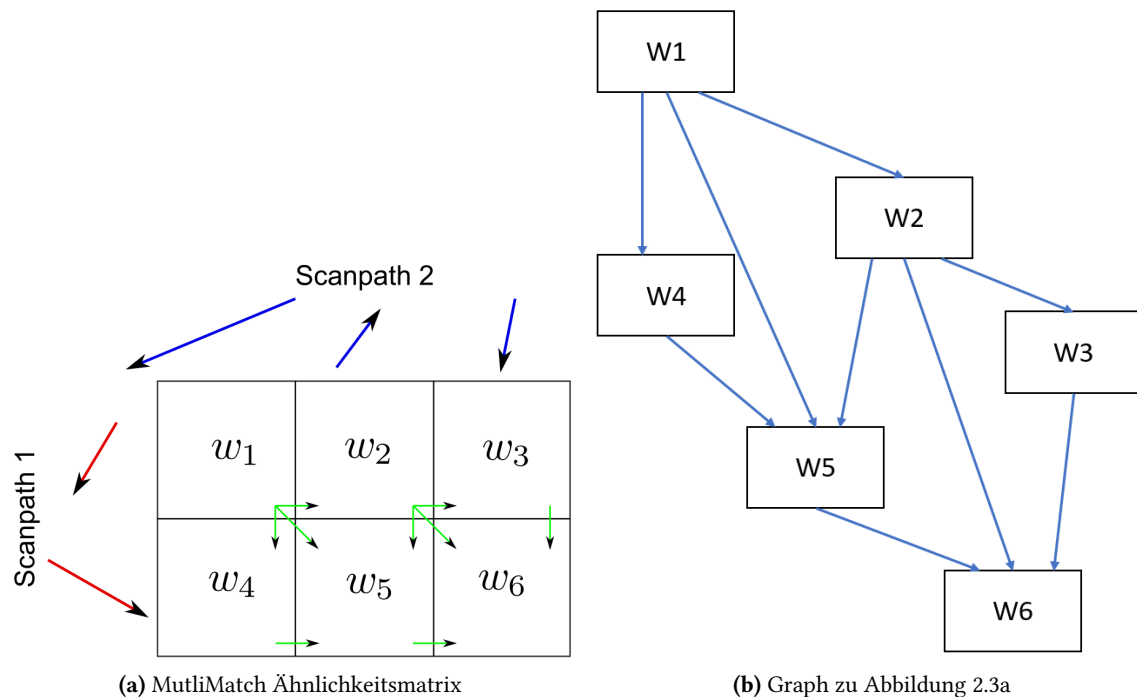 Scanpath 2
Scanpath 1
w1 w2 w3
w4 w5 w6
(a) MutliMatch Ähnlichkeitsmatrix
W1
W2
W4
W3
W5
W6
(b) Graph zu Abbildung 2.3a